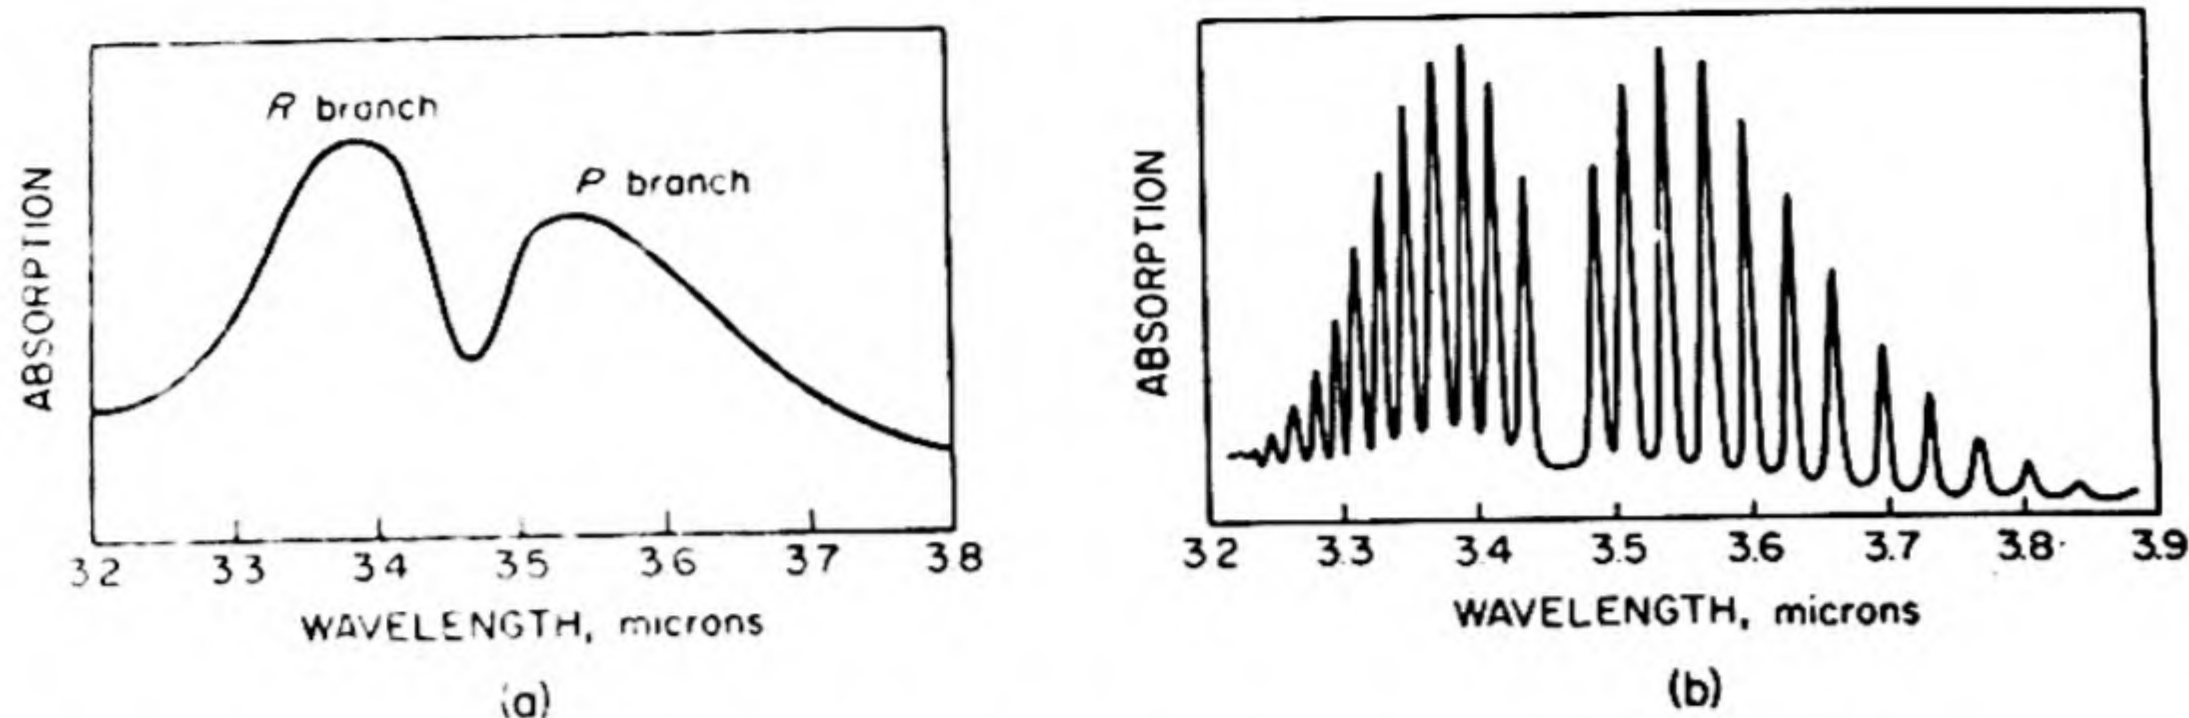 R branch
P branch
ABSORPTION
3 2 3 3 3 4 3 5 3 6 3 7 3 8
WAVELENGTH, microns
(a)
ABSORPTION
3 2 3.3 3.4 3.5 3.6 3.7 3.8 3.9
WAVELENGTH, microns
(b)